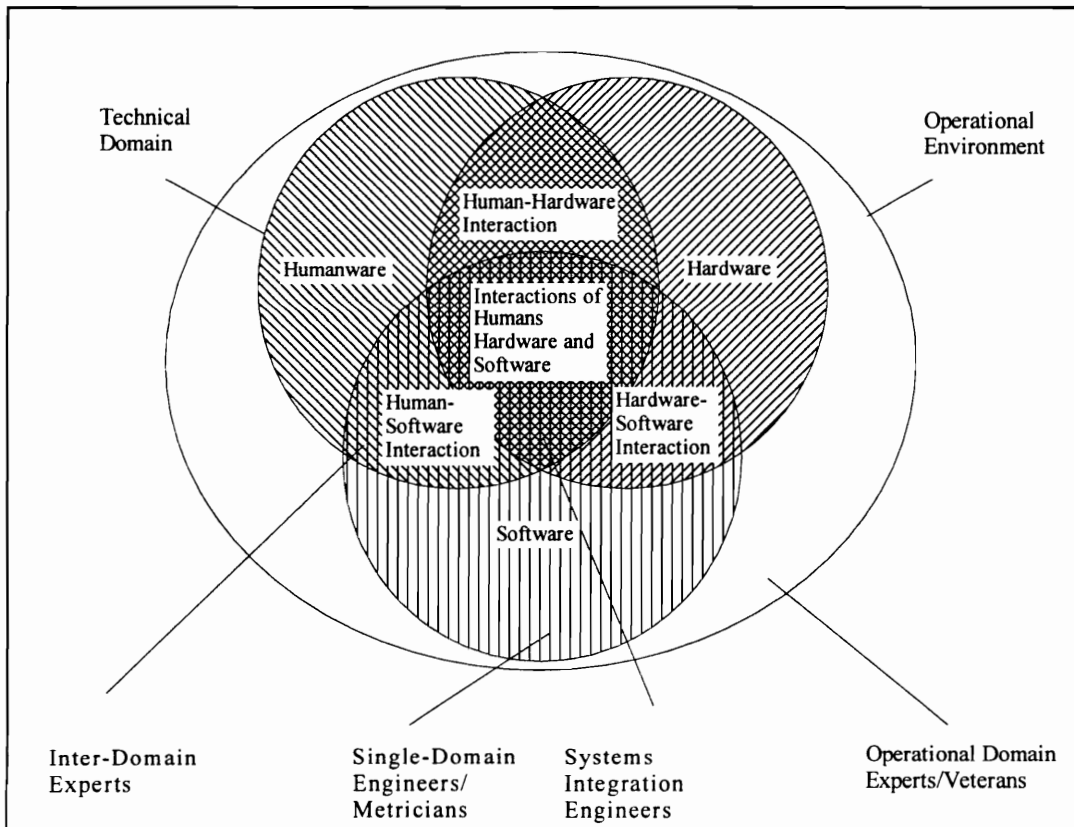 Technical
Domain
Operational
Environment
Human-Hardware
Interaction
Humanware
Hardware
Interactions of
Humans
Hardware and
Software
Human-
Software
Interaction
Hardware-
Software
Interaction
Software
Inter-Domain
Experts
Single-Domain
Engineers/
Metricians
Systems
Integration
Engineers
Operational Domain
Experts/Veterans